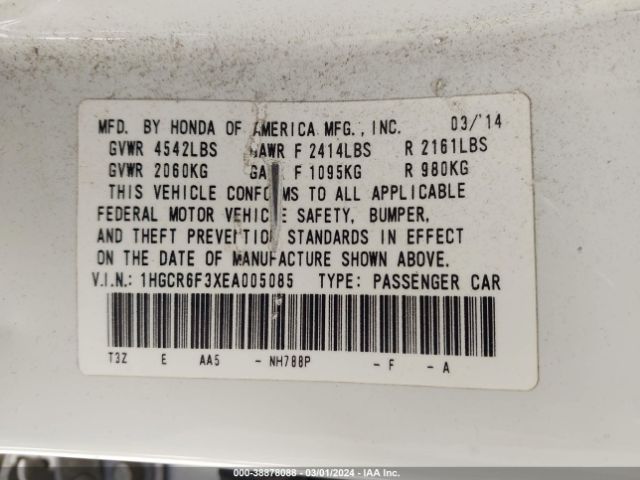 MFD. BY HONDA OF AMERICA MFG., INC. 03/'14
GVWR 4542LBS GAWR F 2414LBS R 2161LBS
GVWR 2060KG GA F 1095KG R 980KG
THIS VEHICLE CONFORMS TO ALL APPLICABLE
FEDERAL MOTOR VEHICLE SAFETY, BUMPER,
AND THEFT PREVENTION STANDARDS IN EFFECT
ON THE DATE OF MANUFACTURE SHOWN ABOVE.
V.I.N.: 1HGCR6F3XEA005085 TYPE: PASSENGER CAR
T3Z E AA5 - NH788P - F - A
000-38878088 — 03/01/2024 — IAA Inc.